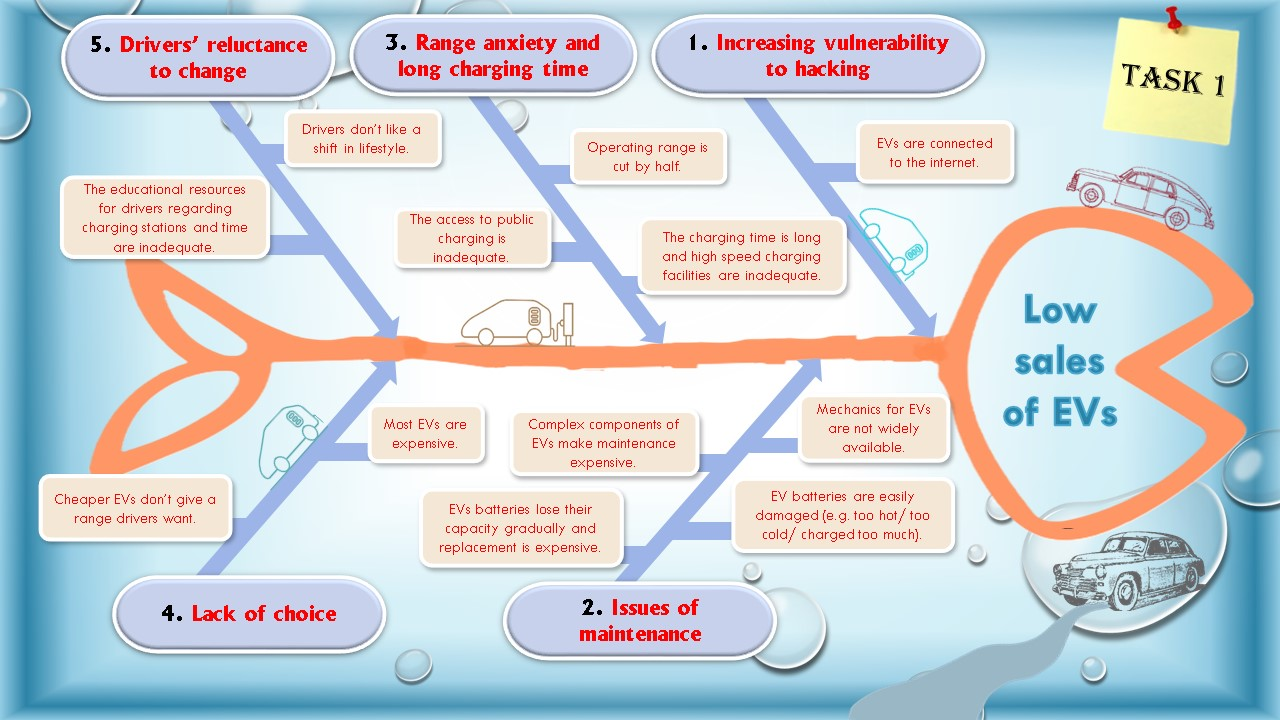 5. Drivers' reluctance
to change
3. Range anxiety and
long charging time
1. Increasing vulnerability
to hacking
TASK 1
Drivers don't like a
shift in lifestyle.
The educational resources
for drivers regarding
charging stations and time
are inadequate.
Operating range is
cut by half.
The access to public
charging is
inadequate.
The charging time is long
and high speed charging
facilities are inadequate.
EVs are connected
to the internet.
Low
sales
of EVs
Most EVs are
expensive.
Cheaper EVs don't give a
range drivers want.
Complex components of
EVs make maintenance
expensive.
EVs batteries lose their
capacity gradually and
replacement is expensive.
Mechanics for EVs
are not widely
available.
EV batteries are easily
damaged (e.g. too hot/ too
cold/ charged too much).
4. Lack of choice
2. Issues of
maintenance